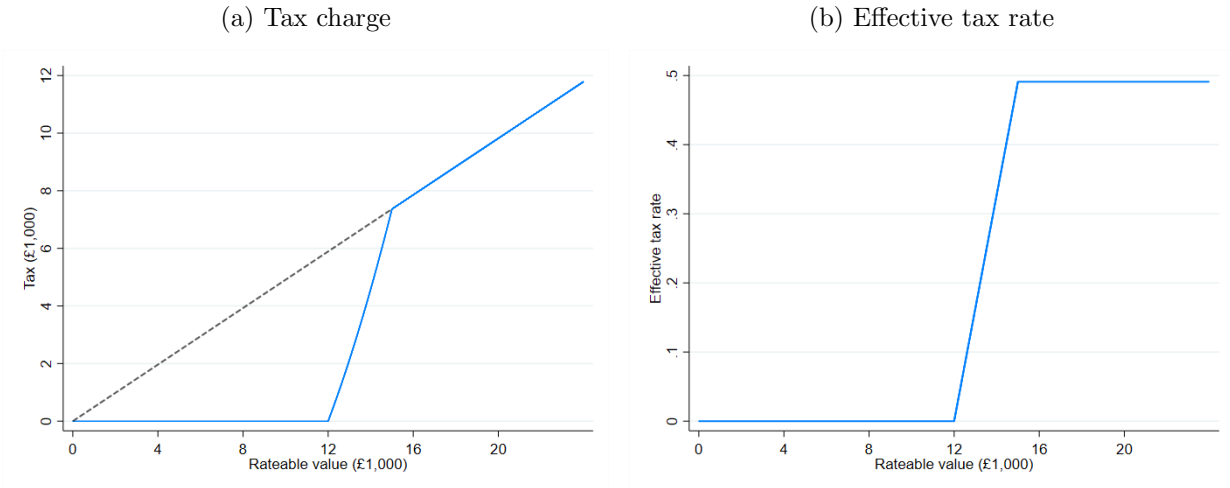 (a) Tax charge
12
10
8
6
4
2
0
Tax (£1,000)
0 4 8 12 16 20
Rateable value (£1,000)
(b) Effective tax rate
.5
.4
.3
.2
.1
0
Effective tax rate
0 4 8 12 16 20
Rateable value (£1,000)